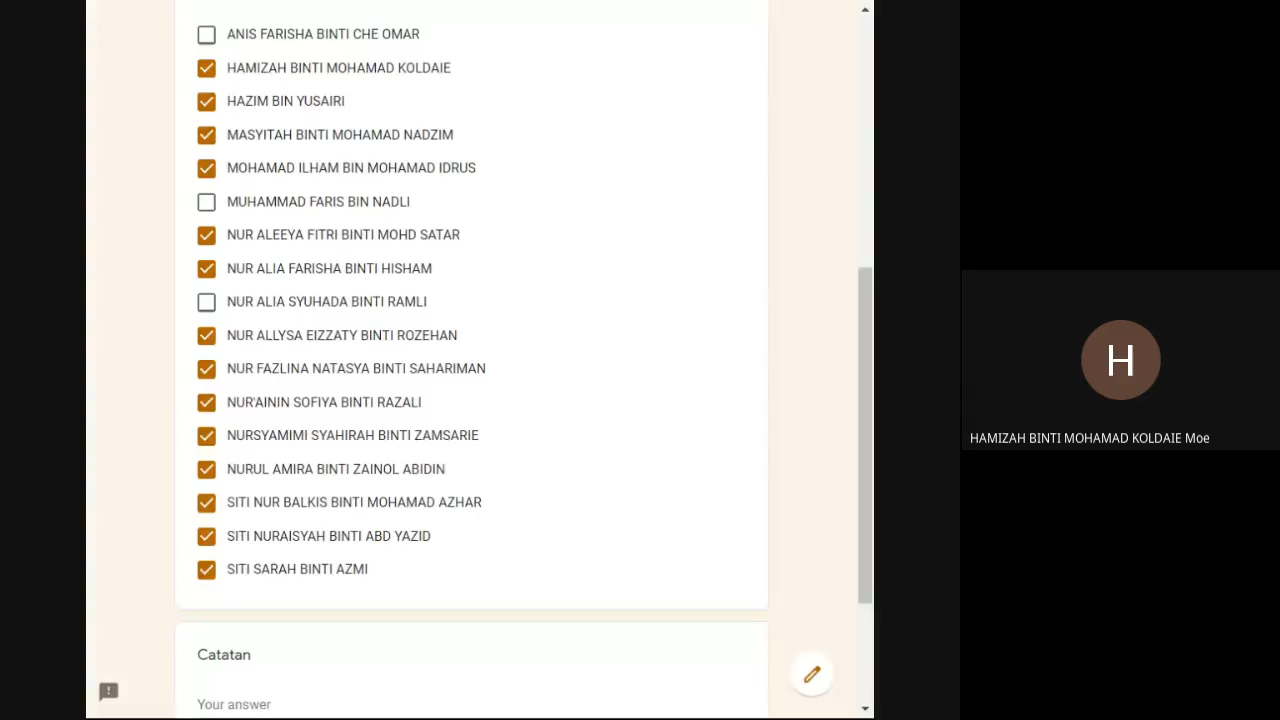 ANIS FARISHA BINTI CHE OMAR
HAMIZAH BINTI MOHAMAD KOLDAIE
HAZIM BIN YUSAIRI
MASYITAH BINTI MOHAMAD NADZIM
MOHAMAD ILHAM BIN MOHAMAD IDRUS
MUHAMMAD FARIS BIN NADLI
NUR ALEEYA FITRI BINTI MOHD SATAR
NUR ALIA FARISHA BINTI HISHAM
NUR ALIA SYUHADA BINTI RAMLI
NUR ALLYSA EIZZATY BINTI ROZEHAN
NUR FAZLINA NATASYA BINTI SAHARIMAN
NUR'AININ SOFIYA BINTI RAZALI
NURSYAMIMI SYAHIRAH BINTI ZAMSARIE
NURUL AMIRA BINTI ZAINOL ABIDIN
SITI NUR BALKIS BINTI MOHAMAD AZHAR
SITI NURAISYAH BINTI ABD YAZID
SITI SARAH BINTI AZMI
Catatan
Your answer
H
HAMIZAH BINTI MOHAMAD KOLDAIE Moe